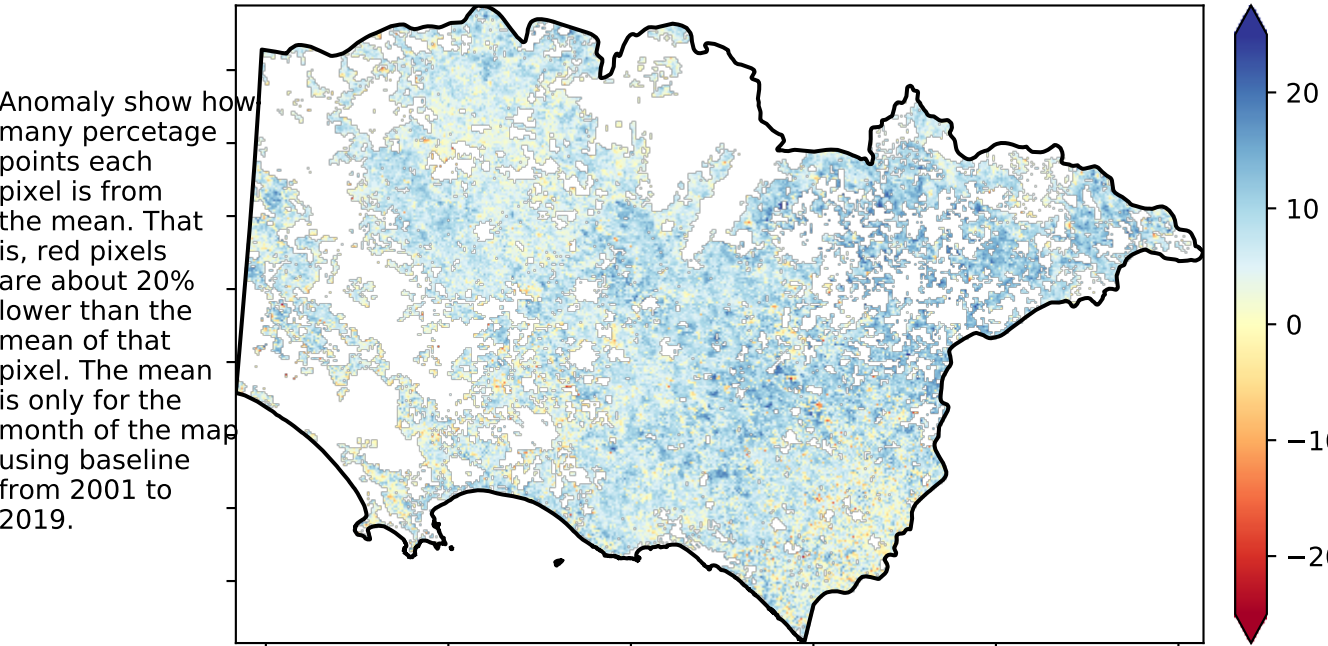 Anomaly show how
many percetage
points each
pixel is from
the mean. That
is, red pixels
are about 20%
lower than the
mean of that
pixel. The mean
is only for the
month of the map
using baseline
from 2001 to
2019.
20
10
0
−10
−20